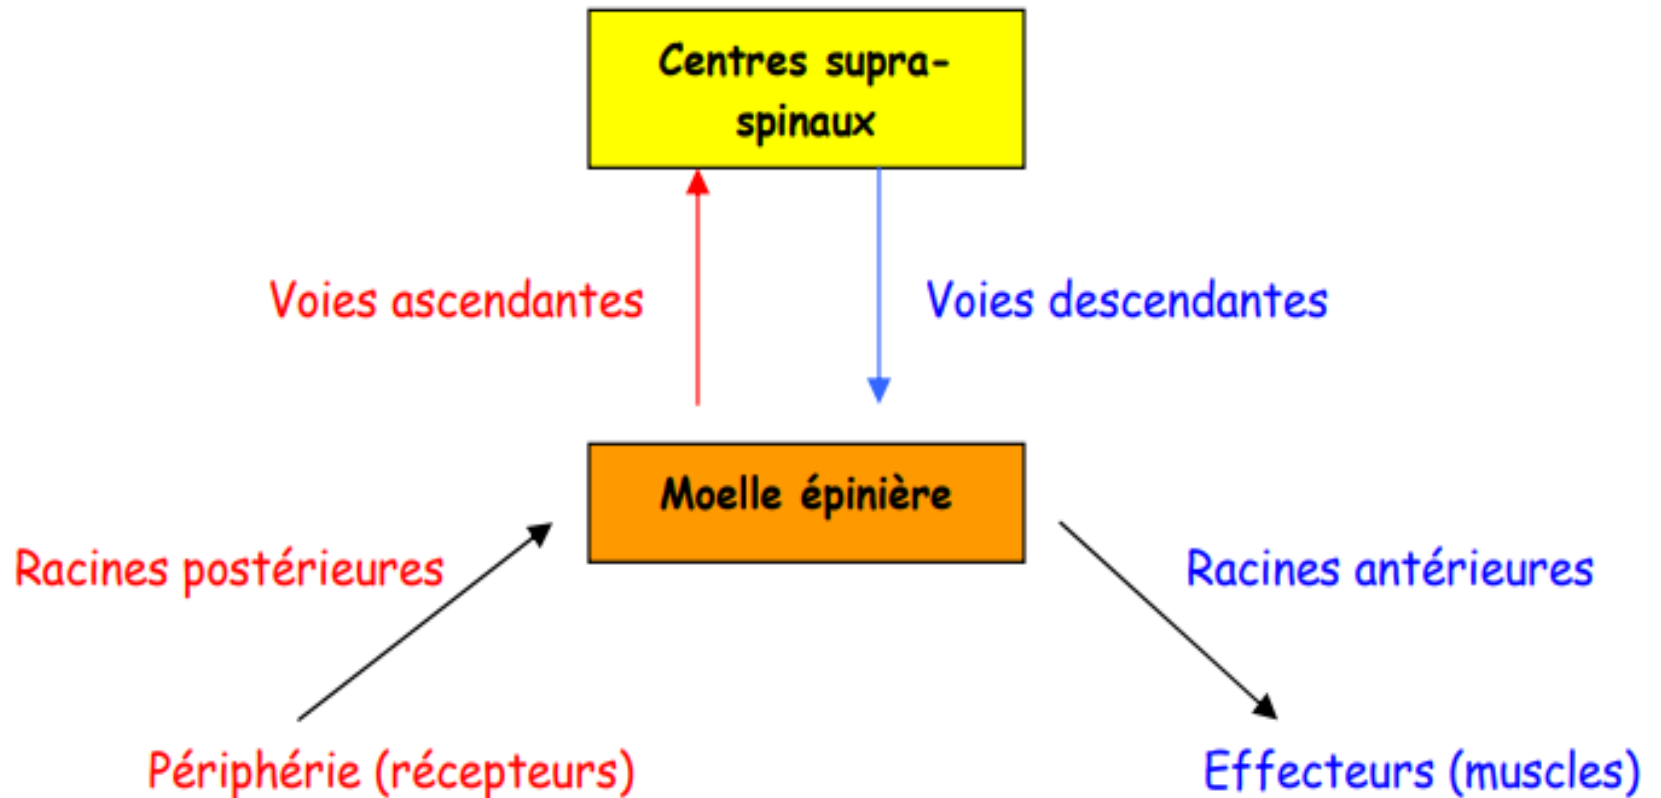 Centres supra-
spinaux
Voies ascendantes
Voies descendantes
Moelle épinière
Racines postérieures
Racines antérieures
Périphérie (récepteurs)
Effecteurs (muscles)